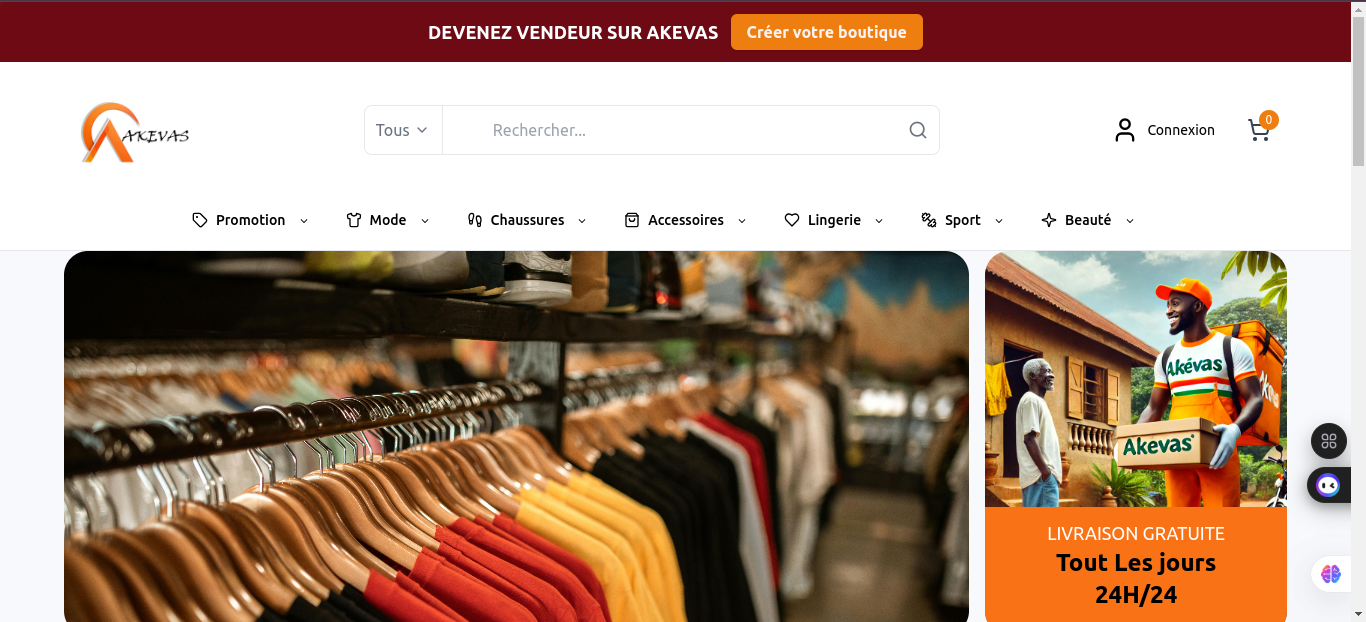 DEVENEZ VENDEUR SUR AKEVAS Créer votre boutique
AKEVAS
Tous Rechercher... Connexion 0
Promotion Mode Chaussures Accessoires Lingerie Sport Beauté
Akévas
Akevas
LIVRAISON GRATUITE
Tout Les jours
24H/24